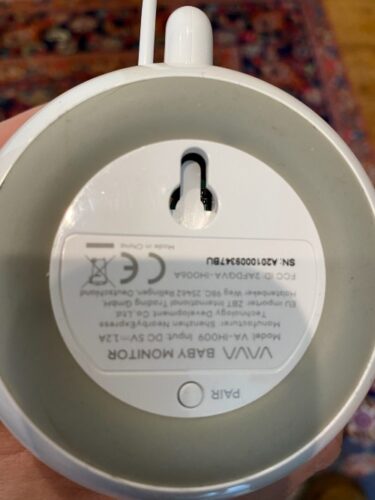 PAIR
VAVA BABY MONITOR
Model: VA-IH009 Input: DC 5V⎓1.2A
Manufacturer: Shenzhen NearbyExpress
Technology Development Co.,Ltd.
EU importer: ZBT International Trading GmbH,
Halstenbeker Weg 98C, 25462 Rellingen, Deutschland
FCC ID: 2AFDGVA-IH006A
SN: A2010009347BU
CE
Made in China